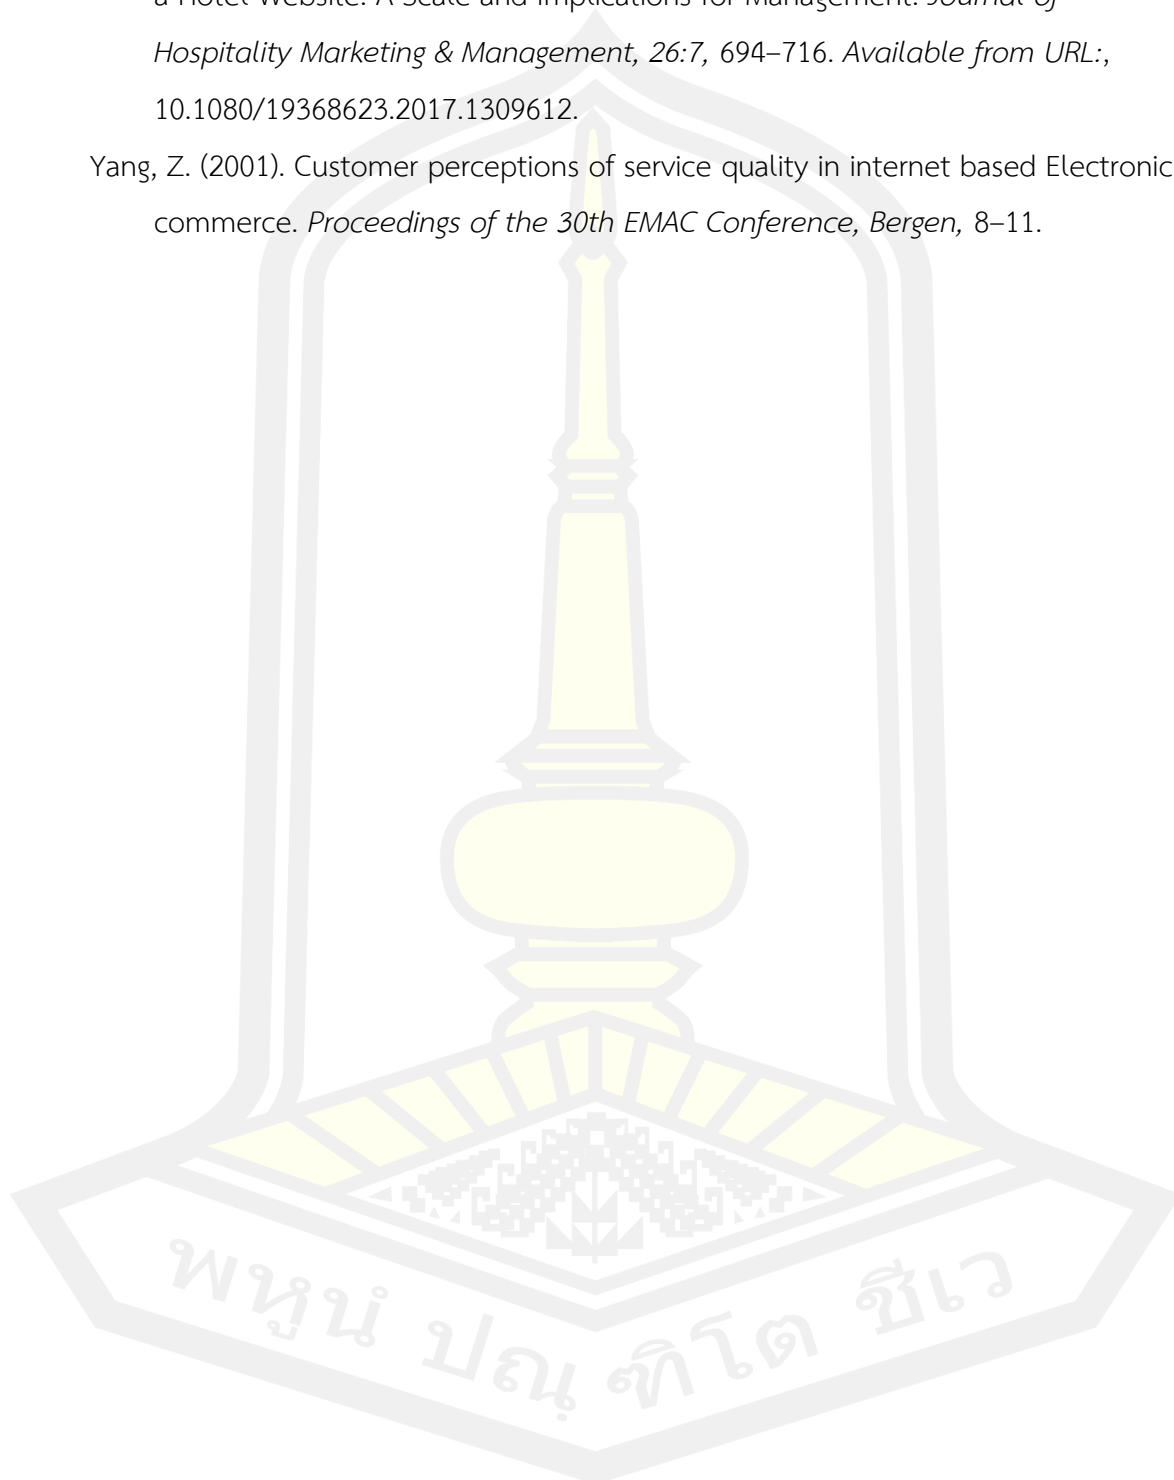 a Hotel Website: A Scale and Implications for Management. Journal of
Hospitality Marketing & Management, 26:7, 694–716. Available from URL:,
10.1080/19368623.2017.1309612.
Yang, Z. (2001). Customer perceptions of service quality in internet based Electronic
commerce. Proceedings of the 30th EMAC Conference, Bergen, 8–11.
พหูนํ ปณฺฑิโต ชีเว